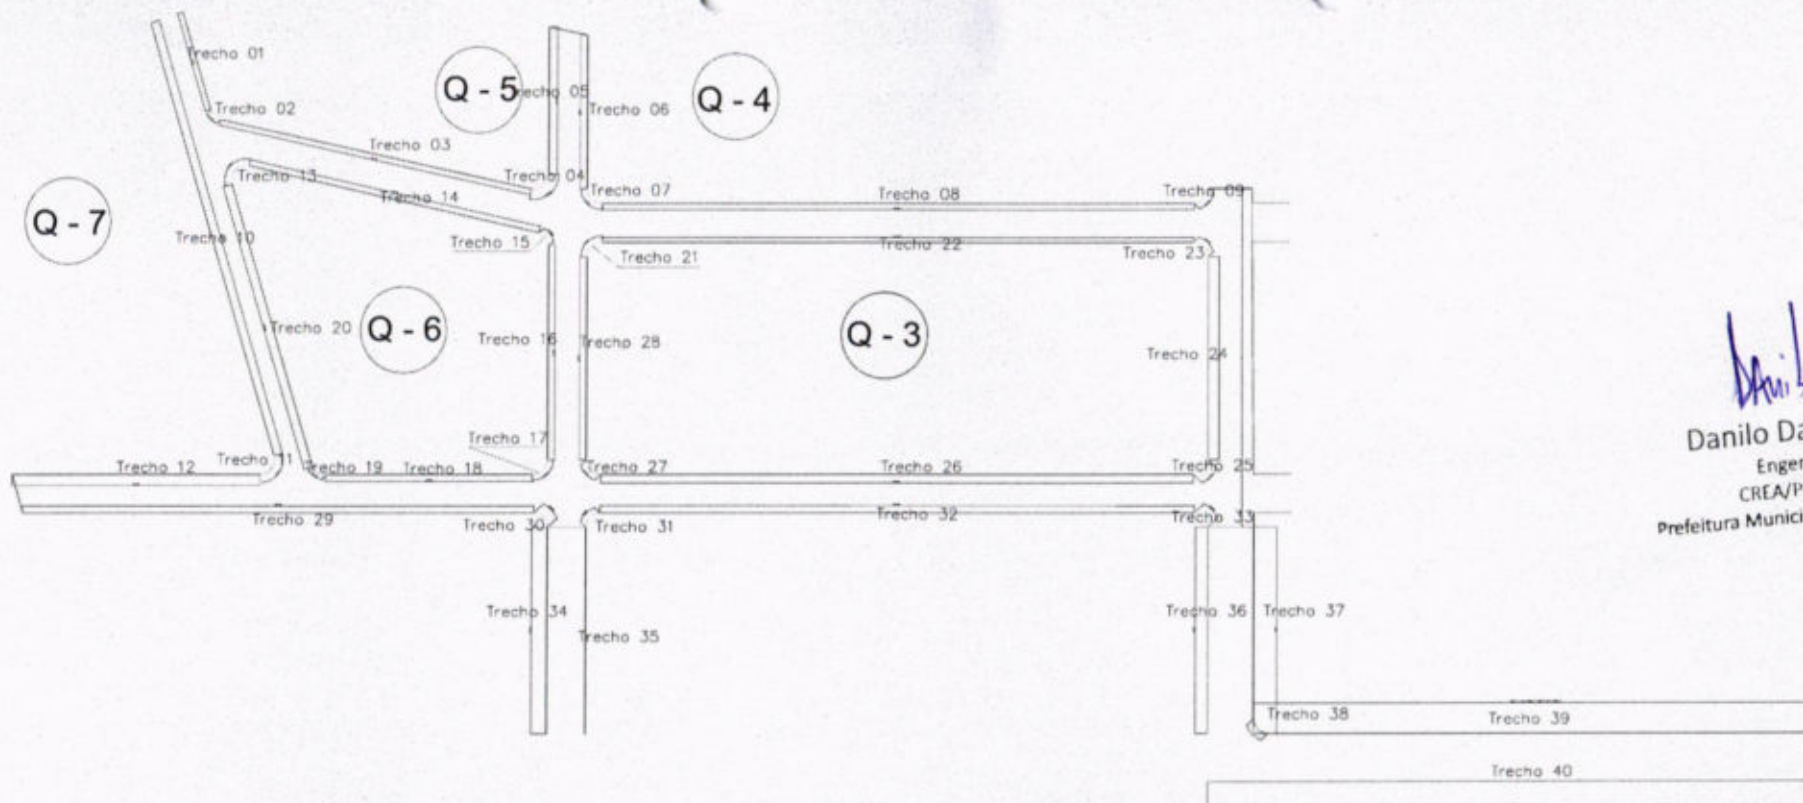 Trecho 01
Q - 5
Trecho 05
Q - 4
Trecho 02
Trecho 06
Trecho 03
Trecho 13
Trecho 04
Trecho 14
Trecho 07
Trecho 08
Trecho 09
Q - 7
Trecho 10
Trecho 15
Trecho 21
Trecho 22
Trecho 23
Trecho 20
Q - 6
Trecho 16
Trecho 28
Q - 3
Trecho 24
Trecho 17
Trecho 12
Trecho 11
Trecho 19
Trecho 18
Trecho 27
Trecho 26
Trecho 25
Trecho 29
Trecho 30
Trecho 31
Trecho 32
Trecho 33
Trecho 34
Trecho 35
Trecho 36
Trecho 37
Trecho 38
Trecho 39
Trecho 40
Danilo Da
Enger
CREA/P
Prefeitura Munici